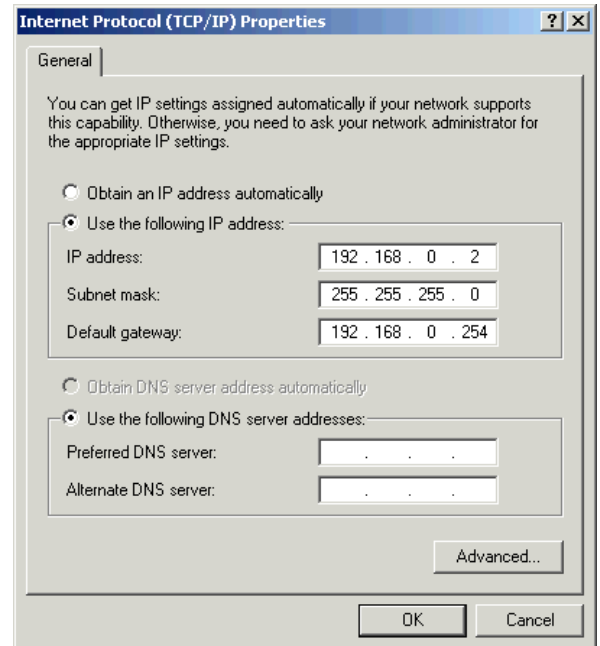 Internet Protocol (TCP/IP) Properties
General
You can get IP settings assigned automatically if your network supports
this capability. Otherwise, you need to ask your network administrator for
the appropriate IP settings.
Obtain an IP address automatically
Use the following IP address:
IP address: 192 . 168 . 0 . 2
Subnet mask: 255 . 255 . 255 . 0
Default gateway: 192 . 168 . 0 . 254
Obtain DNS server address automatically
Use the following DNS server addresses:
Preferred DNS server: . . .
Alternate DNS server: . . .
Advanced...
OK Cancel